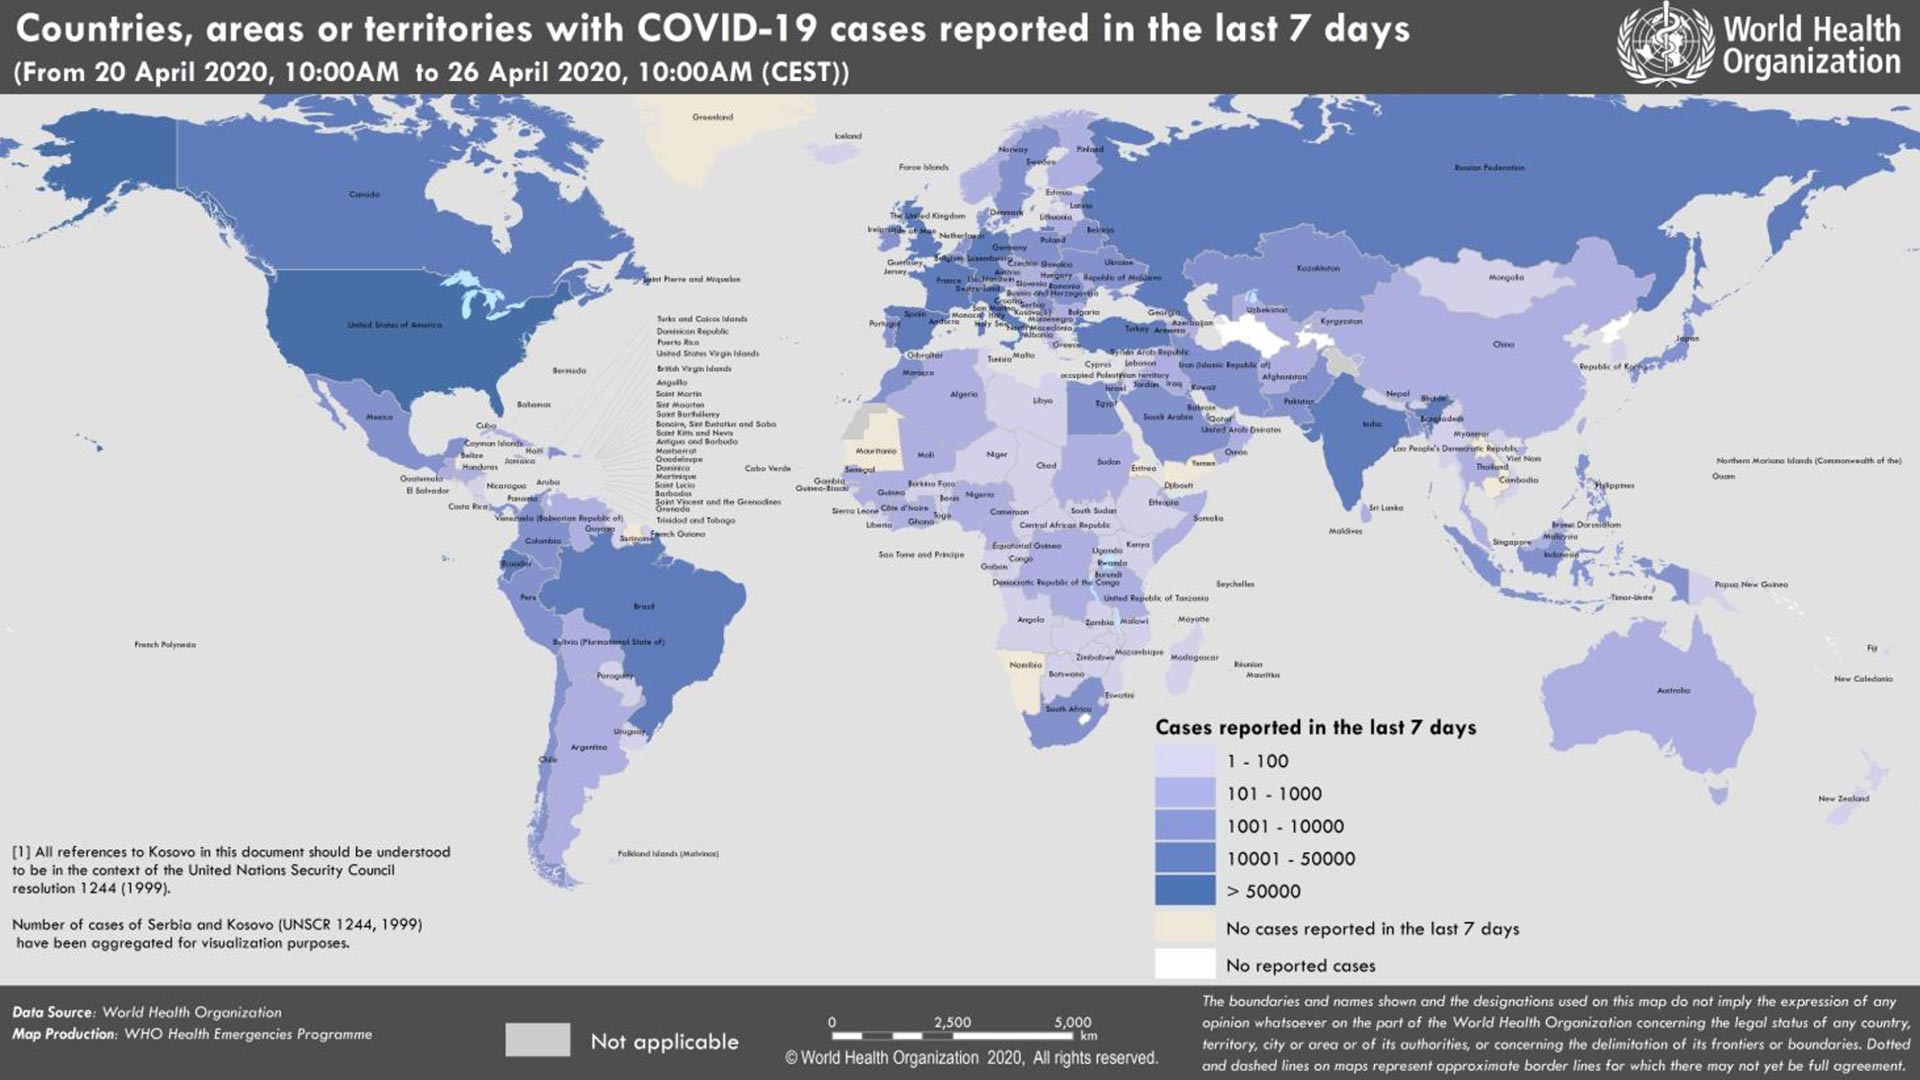 Countries, areas or territories with COVID-19 cases reported in the last 7 days
(From 20 April 2020, 10:00AM to 26 April 2020, 10:00AM (CEST))
World Health
Organization
Greenland
Iceland
Faroe Islands
Norway
Sweden
Finland
Russian Federation
Canada
Estonia
Latvia
Lithuania
Denmark
The United Kingdom
Ireland
Isle of Man
Netherlands
Belarus
Poland
Germany
Guernsey
Jersey
Belgium
Luxembourg
Czechia
Slovakia
Ukraine
Austria
Hungary
Republic of Moldova
France
Liechtenstein
Slovenia
Romania
Switzerland
Bosnia and Herzegovina
Croatia
Serbia
San Marino
Monaco
Italy
Kosovo[1]
Bulgaria
Montenegro
Spain
Andorra
Portugal
Holy See
North Macedonia
Albania
Greece
Georgia
Azerbaijan
Turkey
Armenia
Kazakhstan
Mongolia
Uzbekistan
Kyrgyzstan
China
Japan
Republic of Korea
Saint Pierre and Miquelon
United States of America
Turks and Caicos Islands
Dominican Republic
Puerto Rico
United States Virgin Islands
British Virgin Islands
Anguilla
Saint Martin
Sint Maarten
Saint Barthélemy
Bonaire, Sint Eustatius and Saba
Saint Kitts and Nevis
Antigua and Barbuda
Montserrat
Guadeloupe
Dominica
Martinique
Saint Lucia
Barbados
Saint Vincent and the Grenadines
Grenada
Trinidad and Tobago
Bermuda
Bahamas
Mexico
Cuba
Cayman Islands
Belize
Haiti
Jamaica
Honduras
Guatemala
El Salvador
Nicaragua
Aruba
Costa Rica
Panama
Venezuela (Bolivarian Republic of)
Guyana
Suriname
French Guiana
Colombia
Ecuador
Peru
Brazil
Bolivia (Plurinational State of)
Paraguay
Uruguay
Argentina
Chile
Falkland Islands (Malvinas)
French Polynesia
Gibraltar
Tunisia
Malta
Cyprus
Syrian Arab Republic
Lebanon
occupied Palestinian territory
Israel
Jordan
Iraq
Kuwait
Iran (Islamic Republic of)
Afghanistan
Pakistan
Nepal
Bhutan
Bangladesh
India
Morocco
Algeria
Libya
Egypt
Saudi Arabia
Bahrain
Qatar
United Arab Emirates
Oman
Yemen
Mauritania
Mali
Niger
Chad
Sudan
Eritrea
Djibouti
Cabo Verde
Senegal
Gambia
Guinea-Bissau
Guinea
Burkina Faso
Benin
Nigeria
Sierra Leone
Côte d'Ivoire
Togo
Liberia
Ghana
Cameroon
South Sudan
Ethiopia
Somalia
Central African Republic
Sao Tome and Principe
Equatorial Guinea
Congo
Gabon
Uganda
Kenya
Rwanda
Burundi
Democratic Republic of the Congo
United Republic of Tanzania
Seychelles
Angola
Zambia
Malawi
Mayotte
Mozambique
Zimbabwe
Madagascar
Réunion
Mauritius
Namibia
Botswana
Eswatini
South Africa
Myanmar
Lao People's Democratic Republic
Viet Nam
Thailand
Cambodia
Philippines
Sri Lanka
Maldives
Brunei Darussalam
Malaysia
Singapore
Indonesia
Timor-Leste
Papua New Guinea
Northern Mariana Islands (Commonwealth of the)
Guam
Fiji
New Caledonia
Australia
New Zealand
Cases reported in the last 7 days
1 - 100
101 - 1000
1001 - 10000
10001 - 50000
> 50000
No cases reported in the last 7 days
No reported cases
[1] All references to Kosovo in this document should be understood
to be in the context of the United Nations Security Council
resolution 1244 (1999).
Number of cases of Serbia and Kosovo (UNSCR 1244, 1999)
have been aggregated for visualization purposes.
Data Source: World Health Organization
Map Production: WHO Health Emergencies Programme
Not applicable
0 2,500 5,000
km
© World Health Organization 2020, All rights reserved.
The boundaries and names shown and the designations used on this map do not imply the expression of any
opinion whatsoever on the part of the World Health Organization concerning the legal status of any country,
territory, city or area or of its authorities, or concerning the delimitation of its frontiers or boundaries. Dotted
and dashed lines on maps represent approximate border lines for which there may not yet be full agreement.